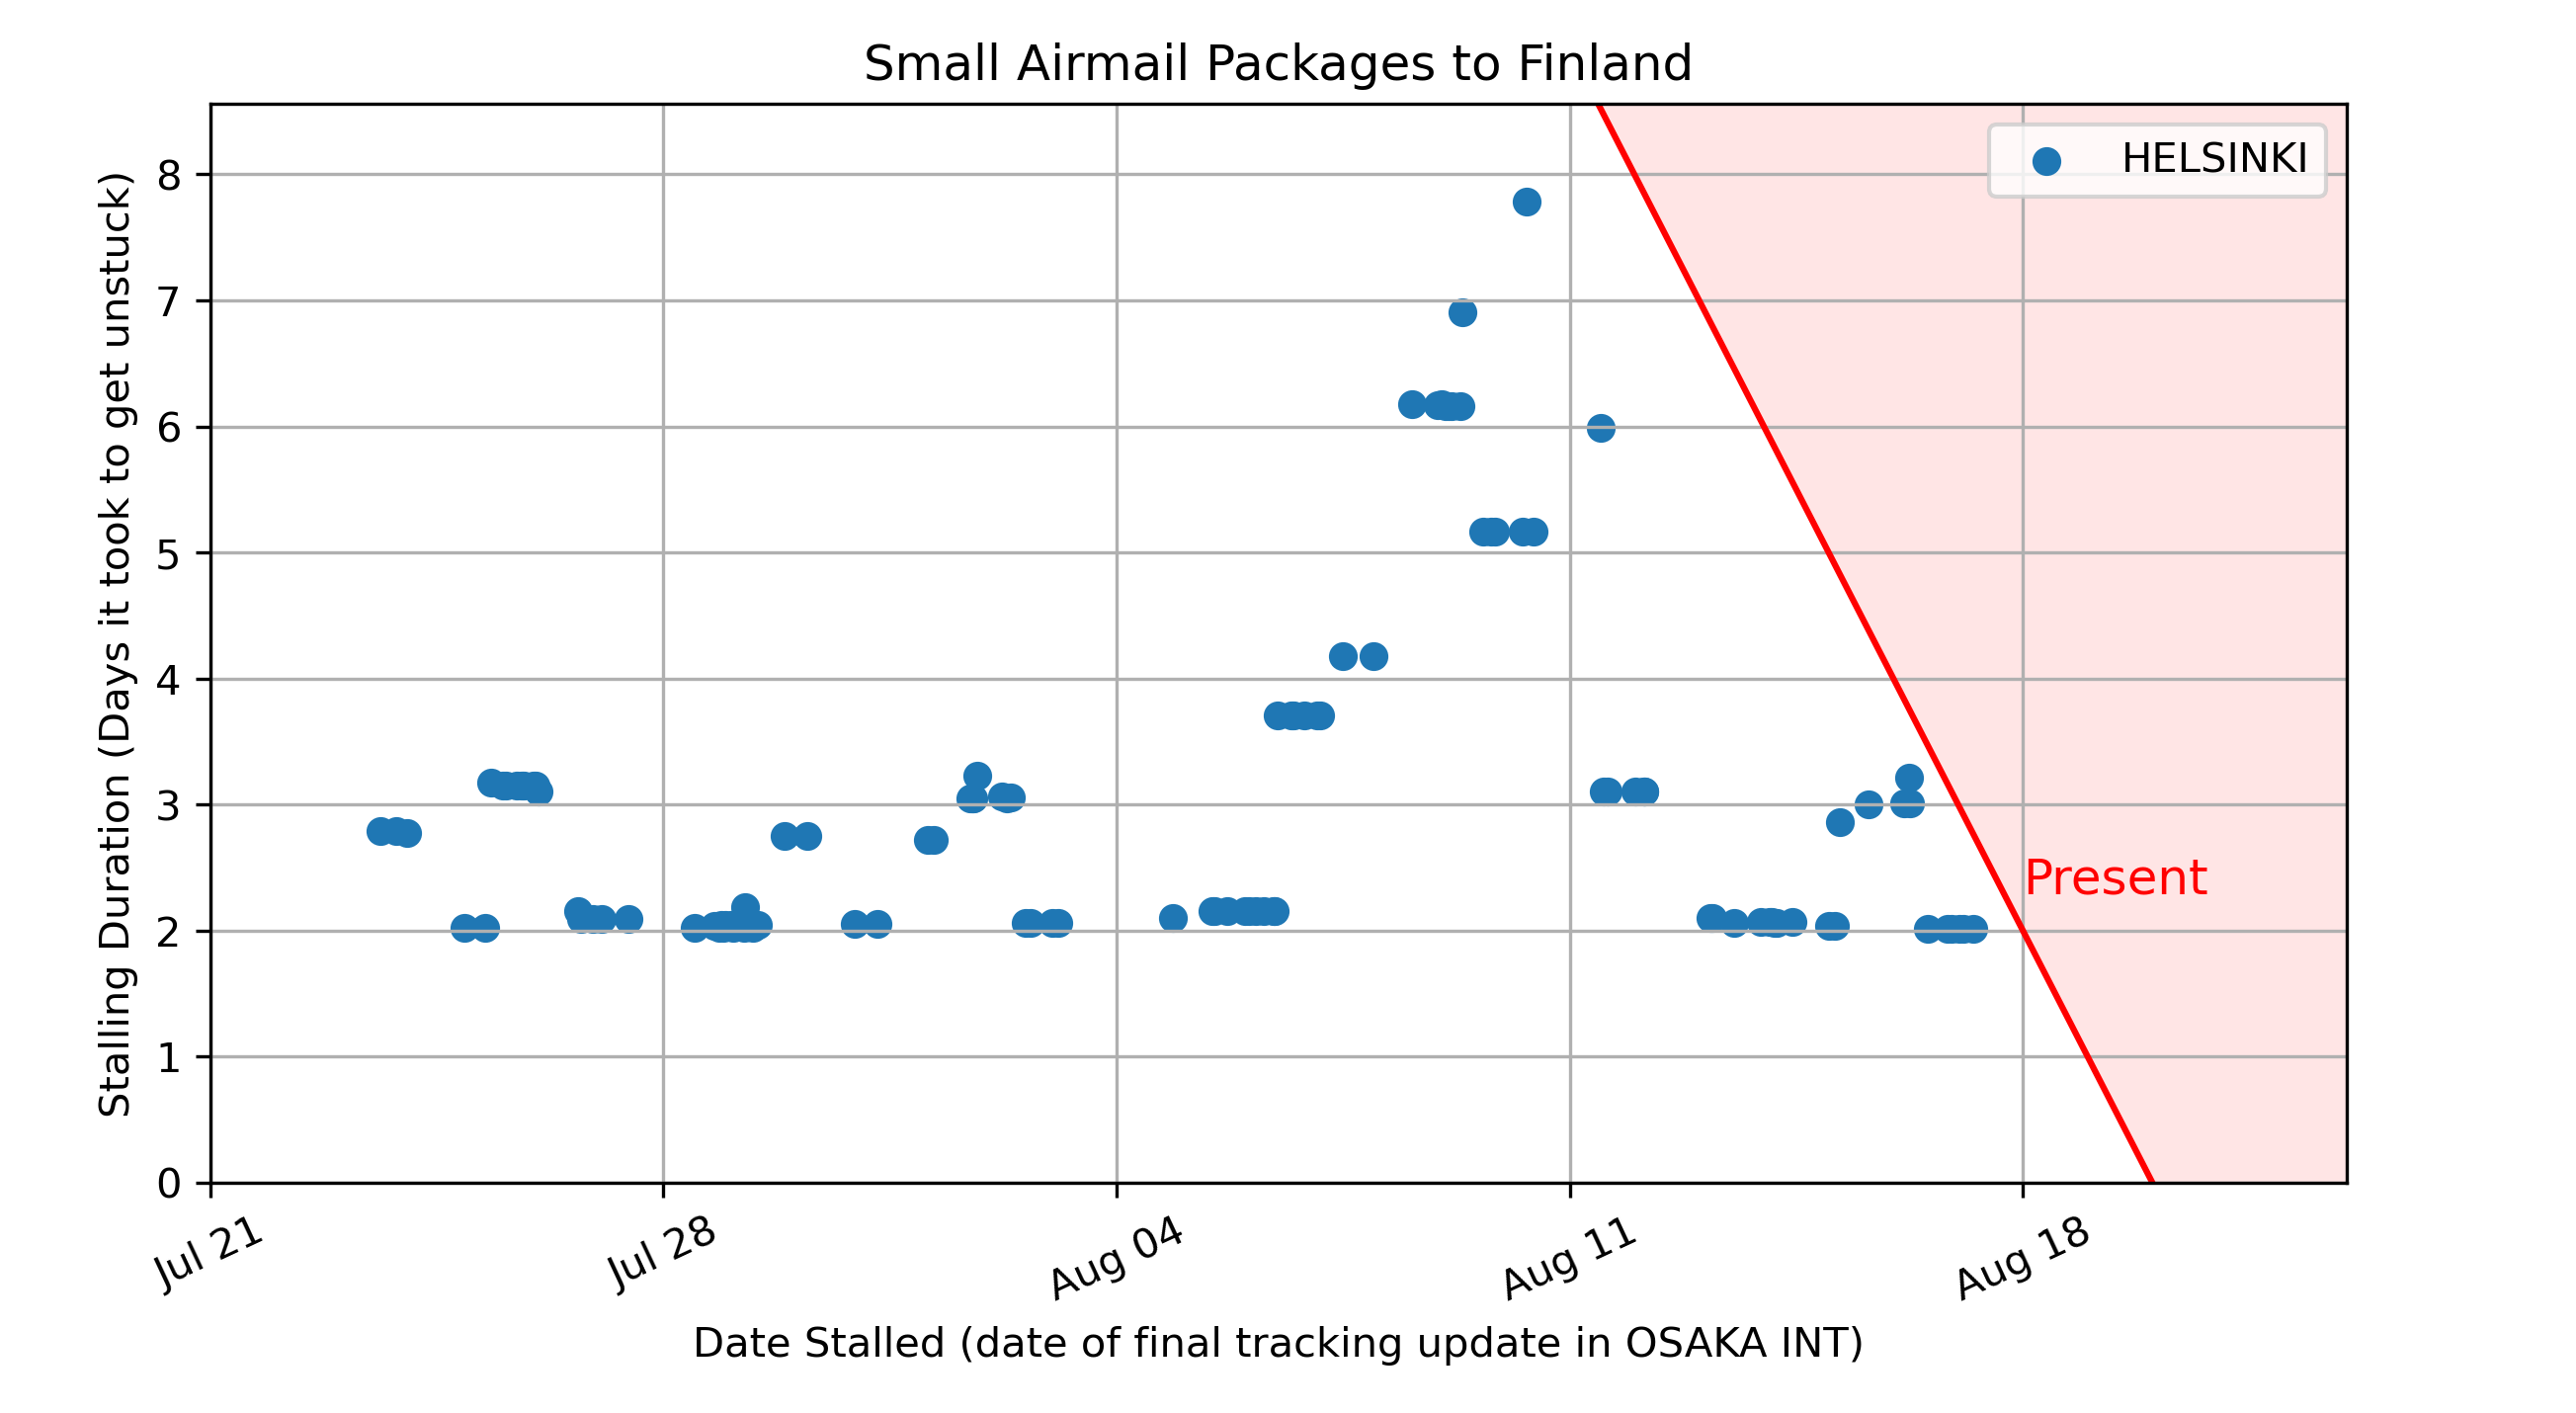 Small Airmail Packages to Finland
HELSINKI
Stalling Duration (Days it took to get unstuck)
8
7
6
5
4
3
2
1
0
Present
Jul 21
Jul 28
Aug 04
Aug 11
Aug 18
Date Stalled (date of final tracking update in OSAKA INT)